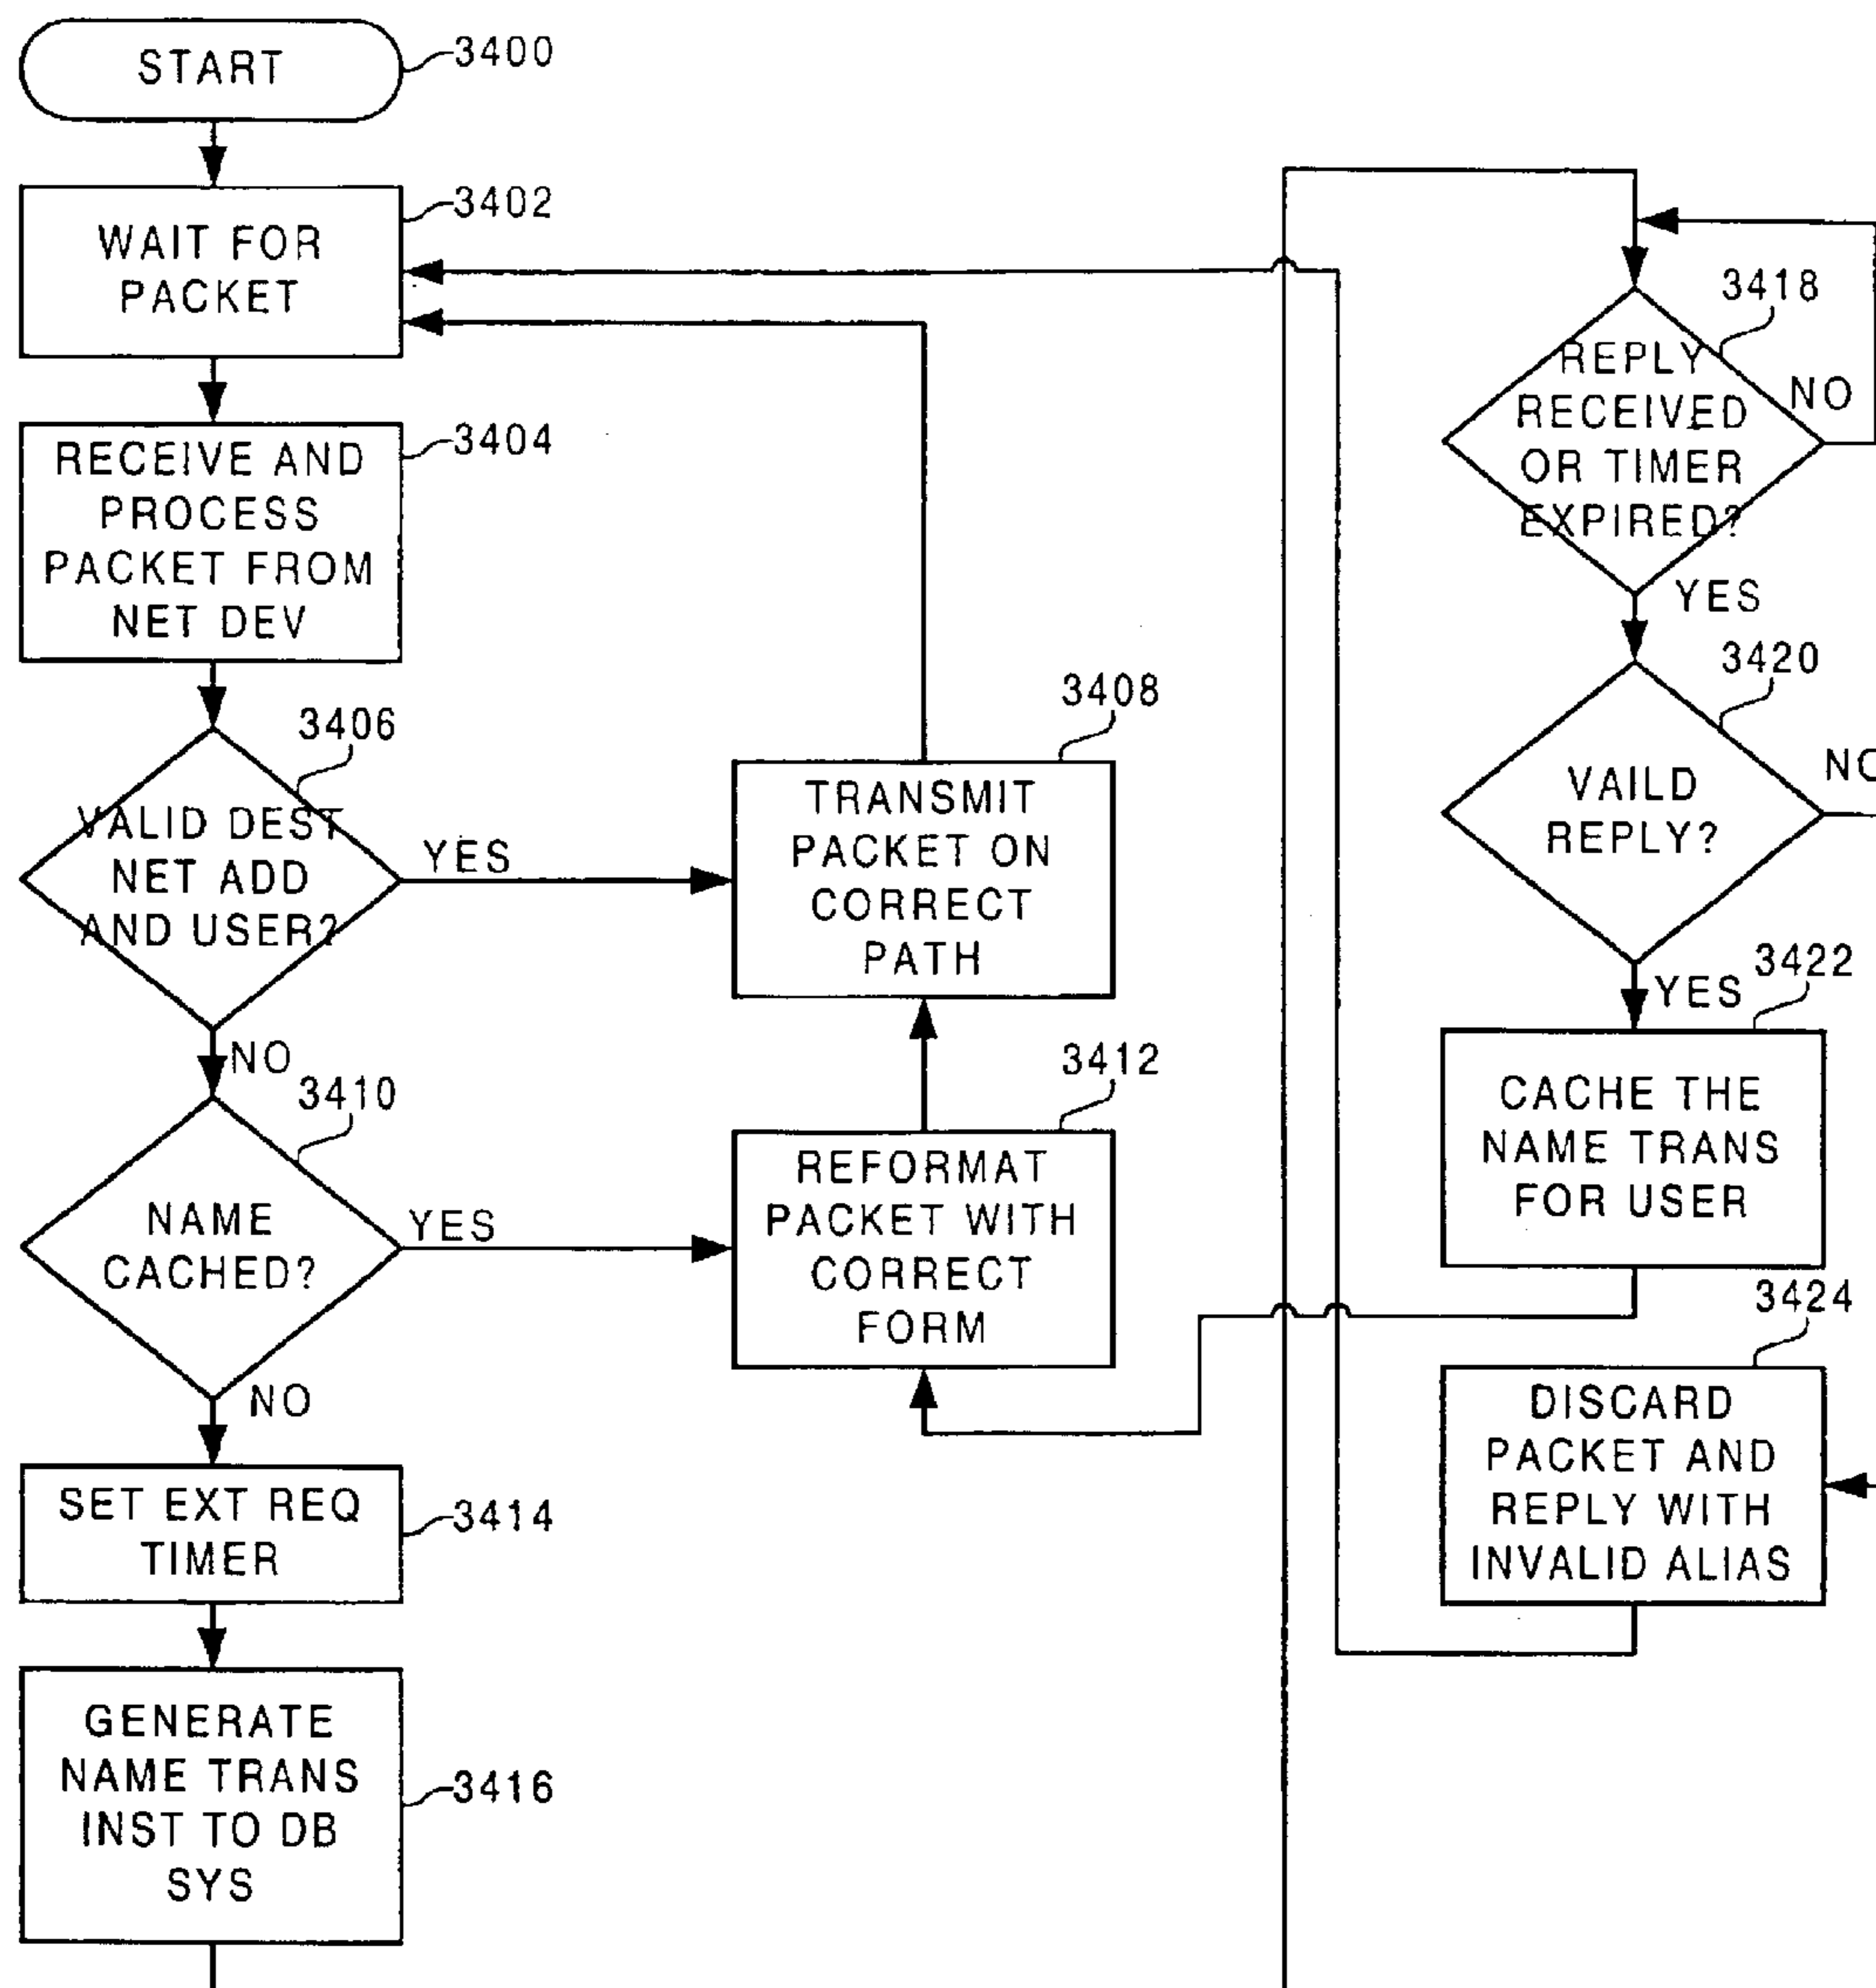 START
3400
3402
WAIT FOR
PACKET
3404
RECEIVE AND
PROCESS
PACKET FROM
NET DEV
3406
VALID DEST
NET ADD
AND USER?
YES
NO
3408
TRANSMIT
PACKET ON
CORRECT
PATH
3410
NAME
CACHED?
YES
NO
3412
REFORMAT
PACKET WITH
CORRECT
FORM
SET EXT REQ
TIMER
3414
GENERATE
NAME TRANS
INST TO DB
SYS
3416
3418
REPLY
RECEIVED
OR TIMER
EXPIRED?
NO
YES
3420
VAILD
REPLY?
NO
YES
3422
CACHE THE
NAME TRANS
FOR USER
3424
DISCARD
PACKET AND
REPLY WITH
INVALID ALIAS